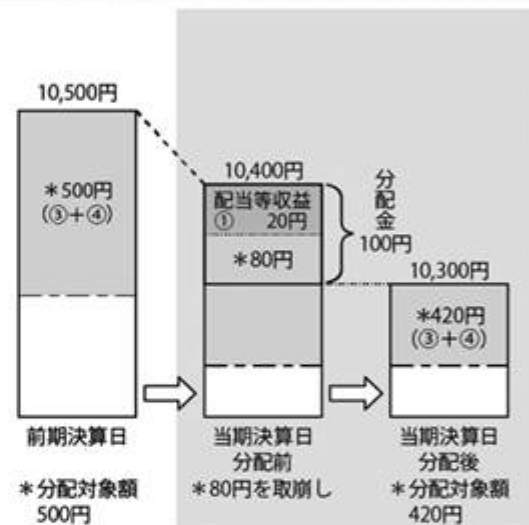 10,500円
＊500円
(③＋④)
前期決算日
＊分配対象額
500円
10,400円
配当等収益
① 20円
＊80円
分配金
100円
当期決算日
分配前
＊80円を取崩し
10,300円
＊420円
(③＋④)
当期決算日
分配後
＊分配対象額
420円